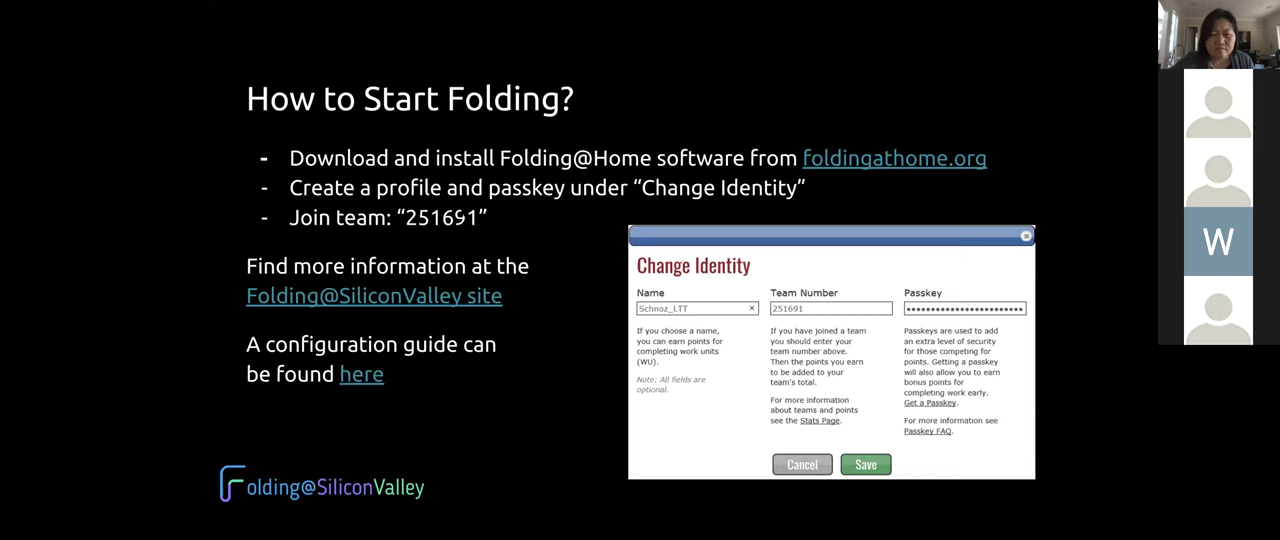 How to Start Folding?
- Download and install Folding@Home software from foldingathome.org
- Create a profile and passkey under “Change Identity”
- Join team: “251691”
Find more information at the
Folding@SiliconValley site
A configuration guide can
be found here
Folding@SiliconValley
Change Identity
Name
Schnoz_LTT
If you choose a name,
you can earn points for
completing work units
(WU).
Note: All fields are
optional.
Team Number
251691
If you have joined a team
you should enter your
team number above.
Then the points you earn
to be added to your
team's total.
For more information
about teams and points
see the Stats Page.
Passkey
Passkeys are used to add
an extra level of security
for those competing for
points. Getting a passkey
will also allow you to earn
bonus points for
completing work early.
Get a Passkey.
For more information see
Passkey FAQ.
Cancel
Save
W